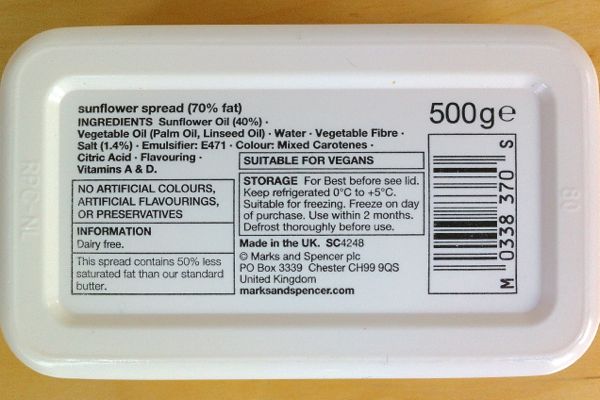 sunflower spread (70% fat)
INGREDIENTS Sunflower Oil (40%) ·
Vegetable Oil (Palm Oil, Linseed Oil) · Water · Vegetable Fibre ·
Salt (1.4%) · Emulsifier: E471 · Colour: Mixed Carotenes ·
Citric Acid · Flavouring ·
Vitamins A & D.
NO ARTIFICIAL COLOURS,
ARTIFICIAL FLAVOURINGS,
OR PRESERVATIVES
INFORMATION
Dairy free.
This spread contains 50% less
saturated fat than our standard
butter.
SUITABLE FOR VEGANS
STORAGE For Best before see lid.
Keep refrigerated 0°C to +5°C.
Suitable for freezing. Freeze on day
of purchase. Use within 2 months.
Defrost thoroughly before use.
Made in the UK. SC4248
© Marks and Spencer plc
PO Box 3339 Chester CH99 9QS
United Kingdom
marksandspencer.com
500g℮
M 0338 370 S
RPC-NL